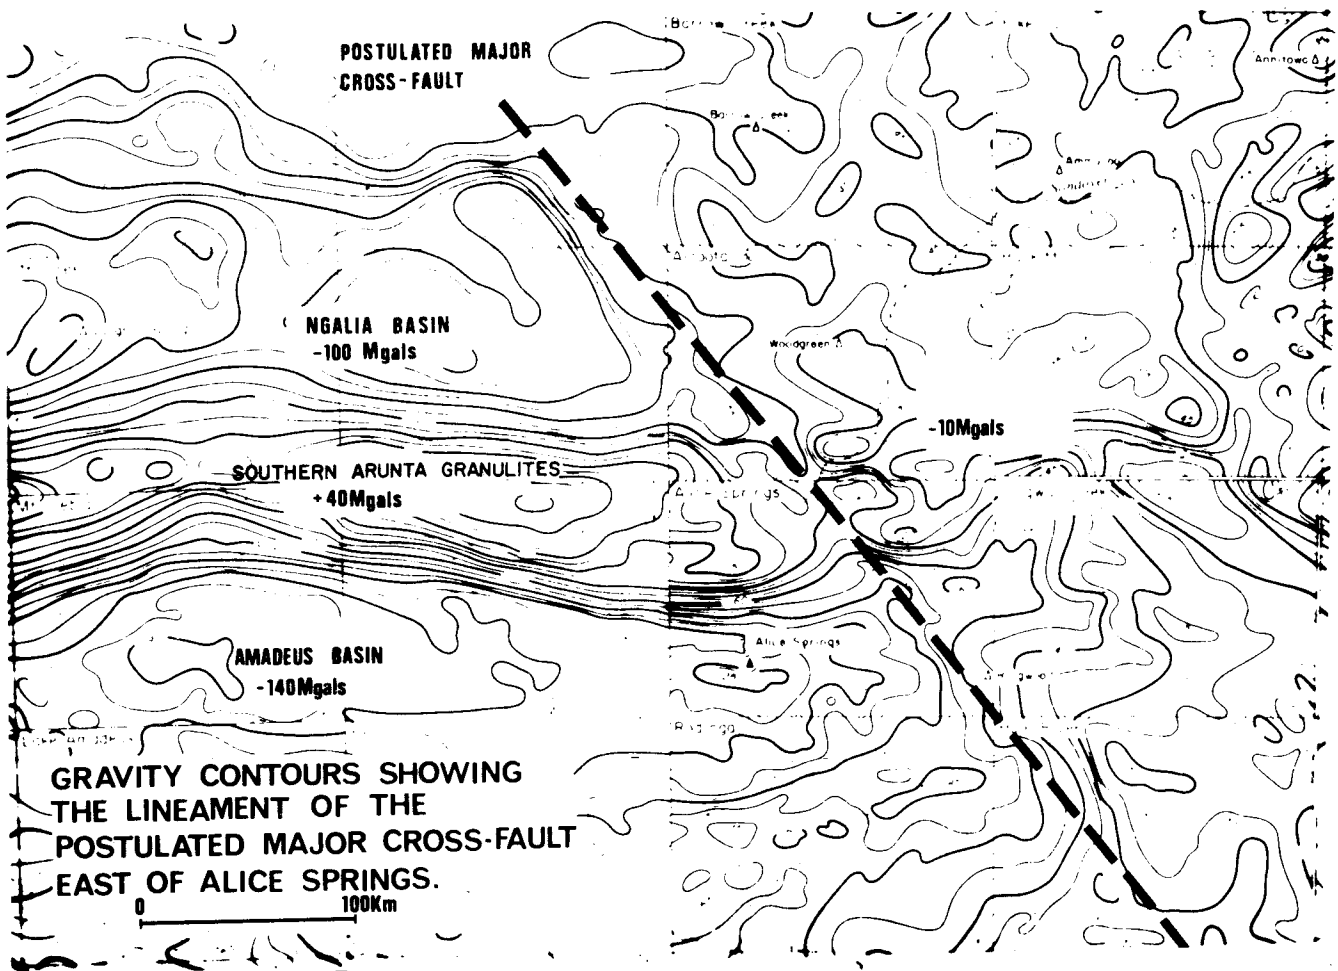 POSTULATED MAJOR
CROSS-FAULT
Woodgreen
NGALIA BASIN
-100 Mgals
-10Mgals
SOUTHERN ARUNTA GRANULITES
+40Mgals
Alice Springs
AMADEUS BASIN
-140Mgals
GRAVITY CONTOURS SHOWING
THE LINEAMENT OF THE
POSTULATED MAJOR CROSS-FAULT
EAST OF ALICE SPRINGS.
0 100Km